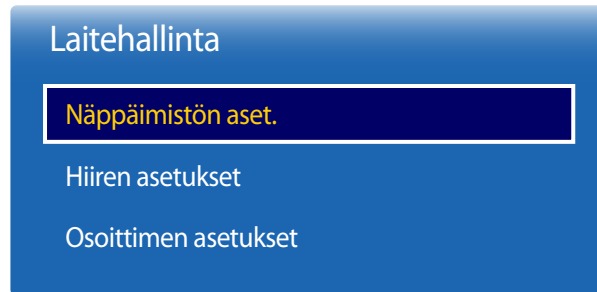 Laitehallinta
Näppäimistön aset.
Hiiren asetukset
Osoittimen asetukset